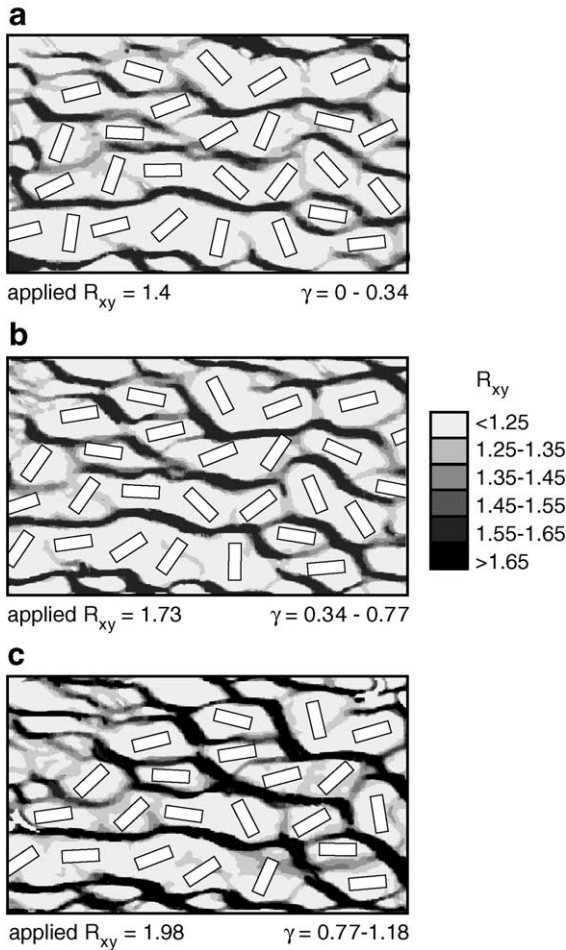 a
applied Rxy = 1.4 γ = 0 - 0.34
b
Rxy
<1.25
1.25-1.35
1.35-1.45
1.45-1.55
1.55-1.65
>1.65
applied Rxy = 1.73 γ = 0.34 - 0.77
c
applied Rxy = 1.98 γ = 0.77-1.18